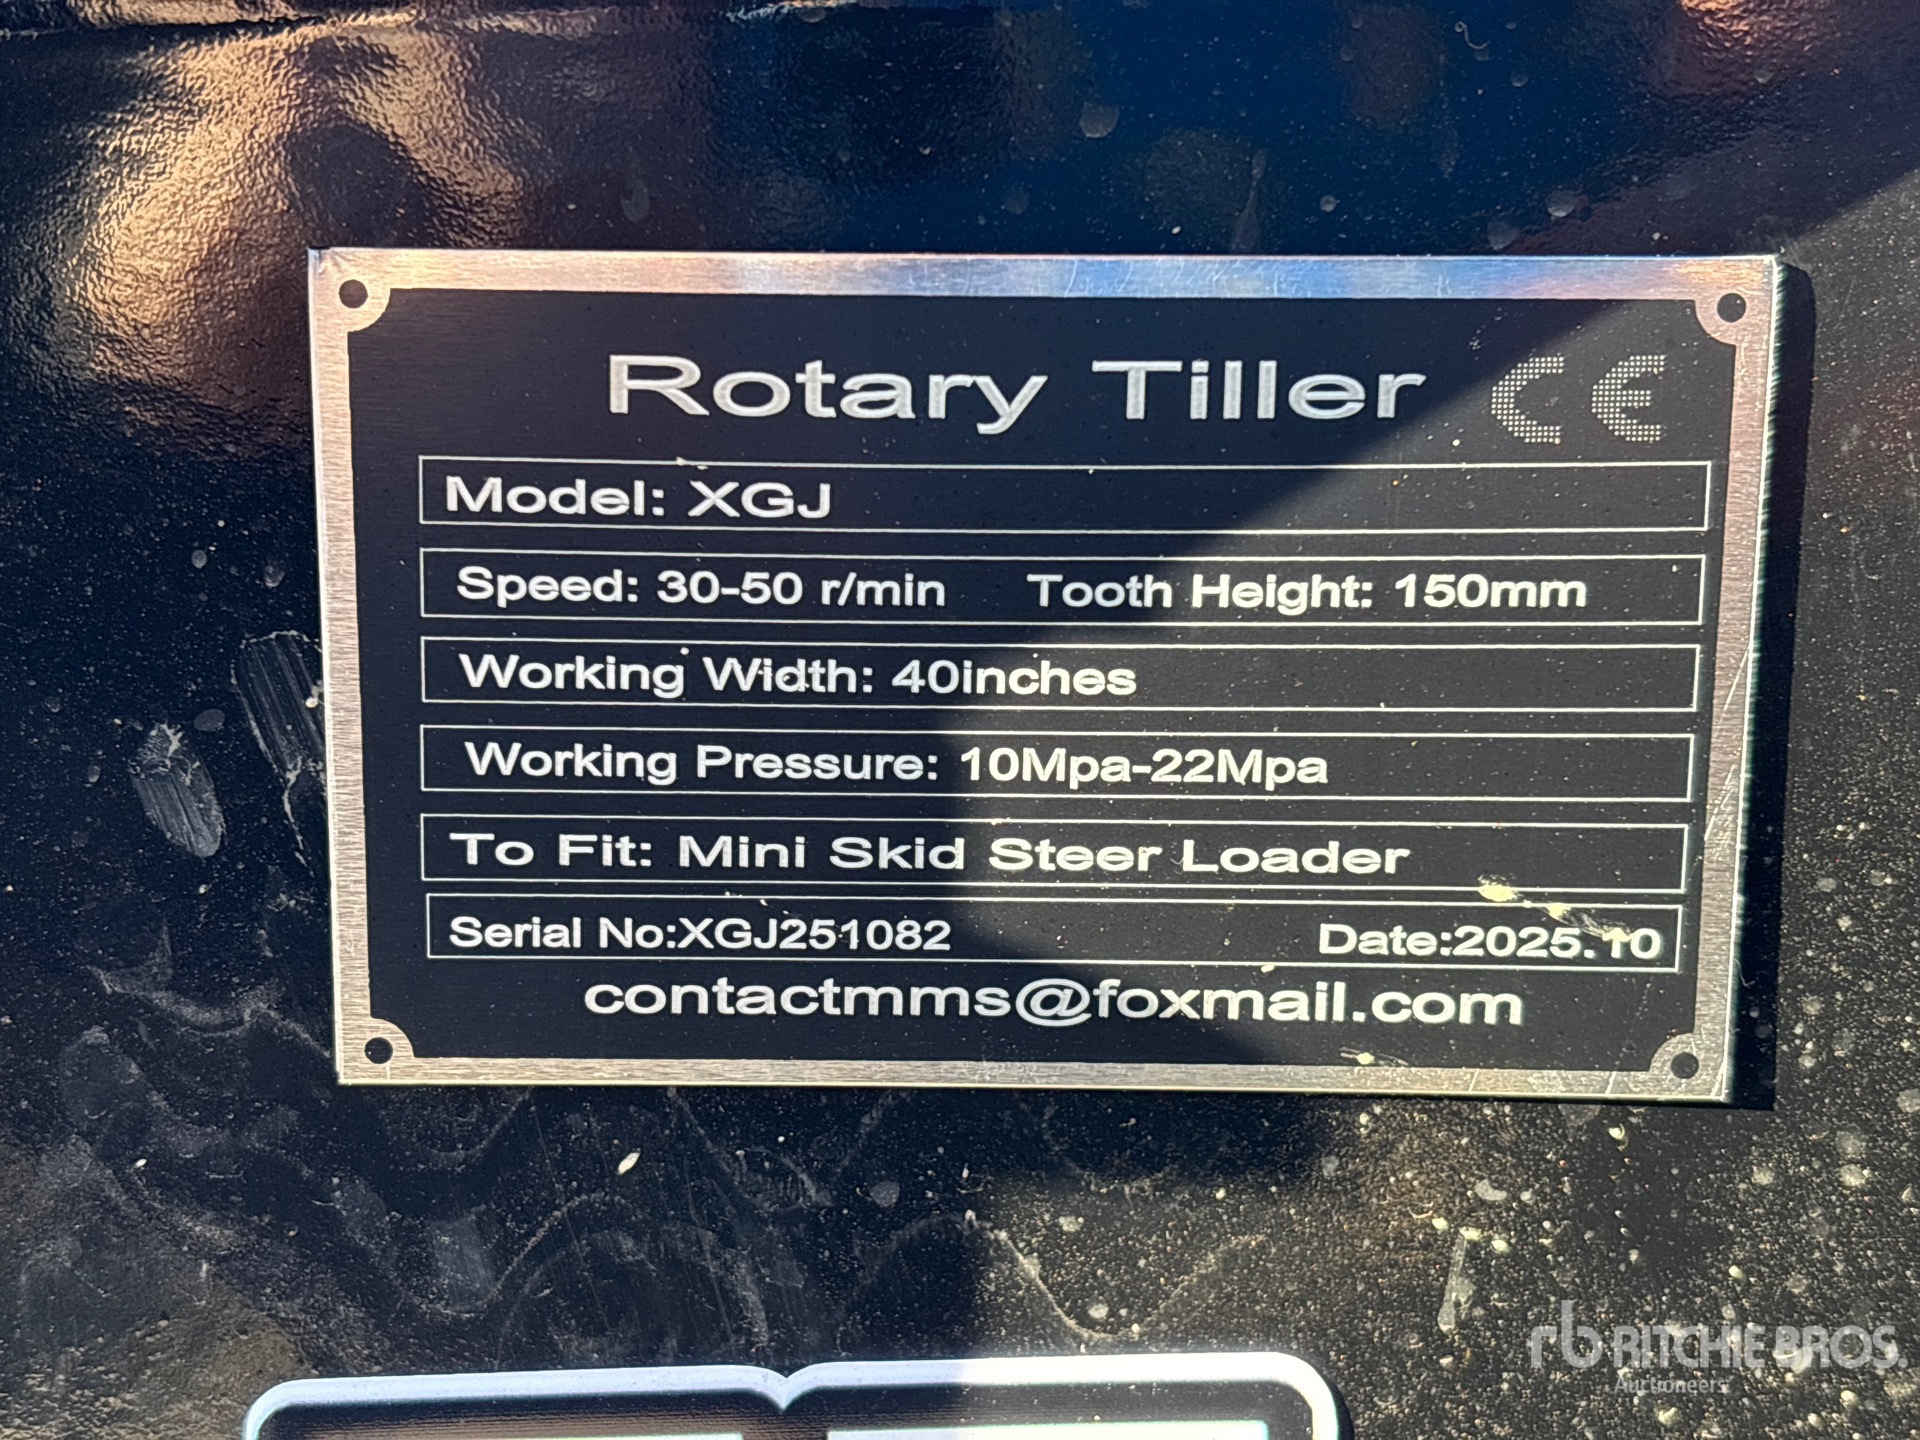 Rotary Tiller CE
Model: XGJ
Speed: 30-50 r/min Tooth Height: 150mm
Working Width: 40inches
Working Pressure: 10Mpa-22Mpa
To Fit: Mini Skid Steer Loader
Serial No:XGJ251082 Date:2025.10
contactmms@foxmail.com
rb RITCHIE BROS.
Auctioneers